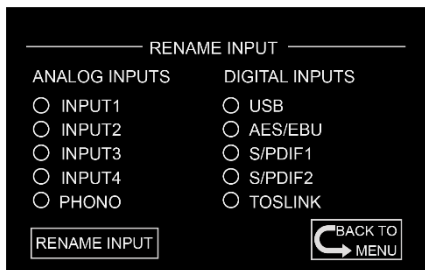 RENAME INPUT
ANALOG INPUTS
INPUT1
INPUT2
INPUT3
INPUT4
PHONO
DIGITAL INPUTS
USB
AES/EBU
S/PDIF1
S/PDIF2
TOSLINK
RENAME INPUT
BACK TO
MENU